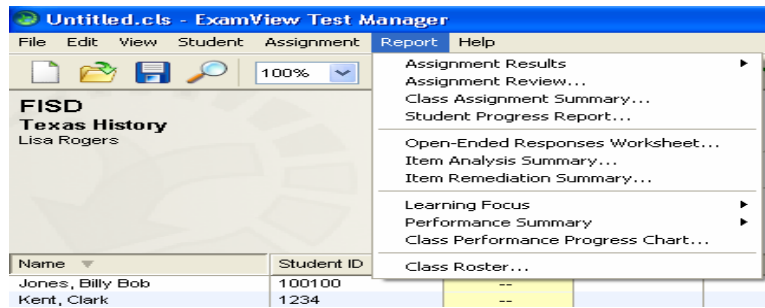 Untitled.cls - ExamView Test Manager
File Edit View Student Assignment Report Help
100%
FISD
Texas History
Lisa Rogers
Assignment Results
Assignment Review...
Class Assignment Summary...
Student Progress Report...
Open-Ended Responses Worksheet...
Item Analysis Summary...
Item Remediation Summary...
Learning Focus
Performance Summary
Class Performance Progress Chart...
Class Roster...
Name Student ID
Jones, Billy Bob 100100 --
Kent, Clark 1234 --